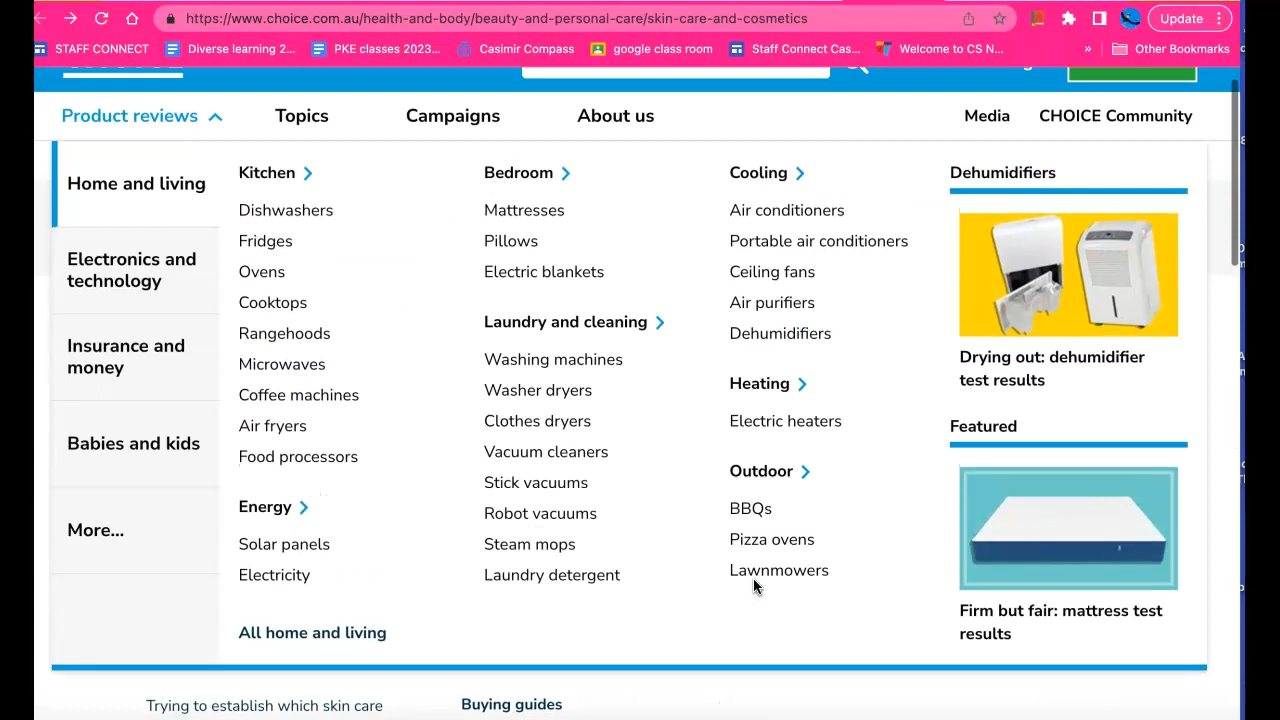 https://www.choice.com.au/health-and-body/beauty-and-personal-care/skin-care-and-cosmetics
Update
STAFF CONNECT
Diverse learning 2...
PKE classes 2023...
Casimir Compass
google class room
Staff Connect Cas...
Welcome to CS N...
»
Other Bookmarks
Product reviews
Topics
Campaigns
About us
Media
CHOICE Community
Home and living
Electronics and
technology
Insurance and
money
Babies and kids
More...
Kitchen
Dishwashers
Fridges
Ovens
Cooktops
Rangehoods
Microwaves
Coffee machines
Air fryers
Food processors
Energy
Solar panels
Electricity
All home and living
Bedroom
Mattresses
Pillows
Electric blankets
Laundry and cleaning
Washing machines
Washer dryers
Clothes dryers
Vacuum cleaners
Stick vacuums
Robot vacuums
Steam mops
Laundry detergent
Cooling
Air conditioners
Portable air conditioners
Ceiling fans
Air purifiers
Dehumidifiers
Heating
Electric heaters
Outdoor
BBQs
Pizza ovens
Lawnmowers
Dehumidifiers
Drying out: dehumidifier
test results
Featured
Firm but fair: mattress test
results
Trying to establish which skin care
Buying guides